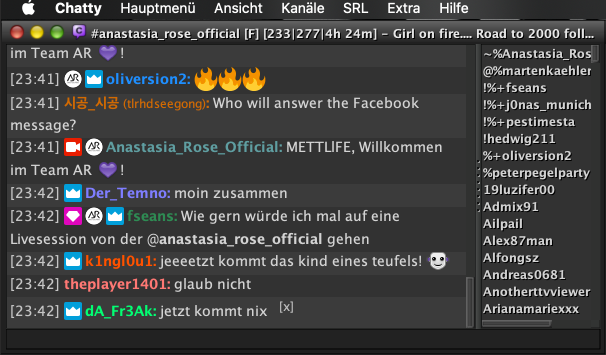 Chatty Hauptmenü Ansicht Kanäle SRL Extra Hilfe
#anastasia_rose_official [F] [233|277|4h 24m] - Girl on fire.... Road to 2000 foll...
im Team AR 💜 !
[23:41] AR oliversion2: 🔥🔥🔥
[23:41] 시공_시공 (tlrhdseegong): Who will answer the Facebook
message?
[23:41] AR Anastasia_Rose_Official: METTLIFE, Willkommen
im Team AR 💜 !
[23:42] Der_Temno: moin zusammen
[23:42] AR fseans: Wie gern würde ich mal auf eine
Livesession von der @anastasia_rose_official gehen
[23:42] k1ngl0u1: jeeeetzt kommt das kind eines teufels!
[23:42] theplayer1401: glaub nicht
[23:42] dA_Fr3Ak: jetzt kommt nix [x]
~%Anastasia_Ros
@%martenkaehler
!%+fseans
!%+j0nas_munich
!%+pestimesta
!hedwig211
%+oliversion2
%peterpegelparty
19luzifer00
Admix91
Ailpail
Alex87man
Alfongsz
Andreas0681
Anotherttvviewer
Arianamariexxx